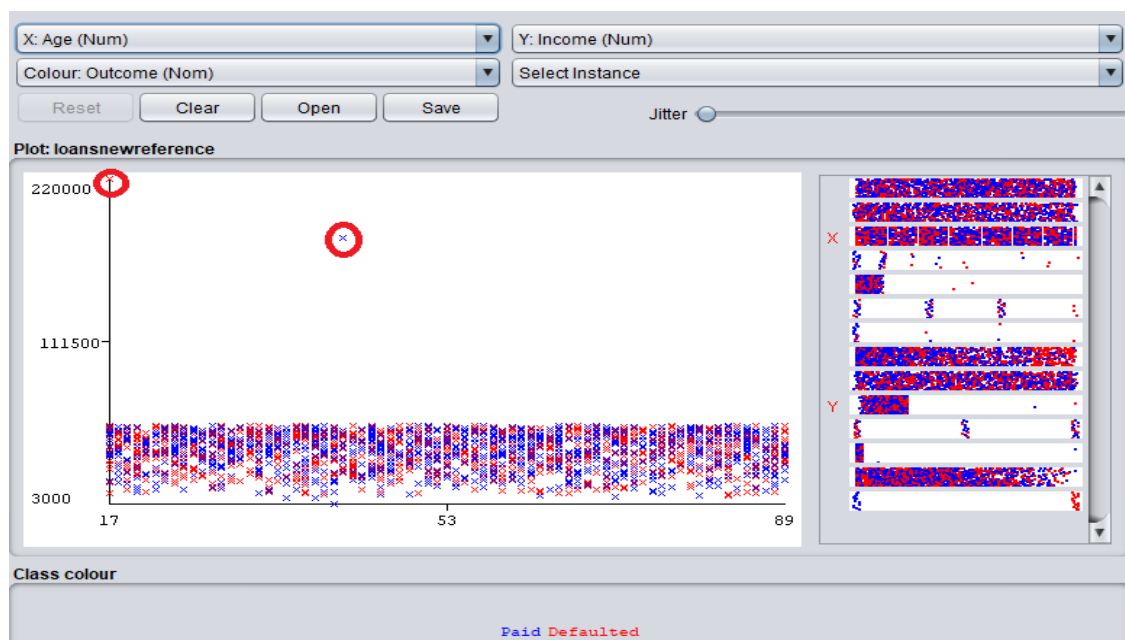 X: Age (Num) Y: Income (Num)
Colour: Outcome (Nom) Select Instance
Reset Clear Open Save Jitter
Plot: loansnewreference
220000
111500
3000
17 53 89
X
Y
Class colour
Paid Defaulted